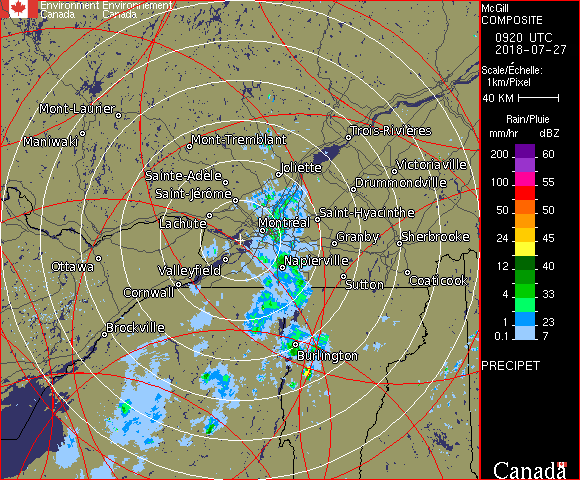 Environment Environnement
Canada Canada
McGill
COMPOSITE
0920 UTC
2018-07-27
Scale/Échelle:
1km/Pixel
40 KM
Rain/Pluie
mm/hr dBZ
200 60
100 55
50 50
24 45
12 40
4 33
2 23
0.1 7
PRECIPET
Canada
Mont-Laurier
Maniwaki
Mont-Tremblant
Trois-Rivières
Sainte-Adèle
Joliette
Victoriaville
Saint-Jérôme
Drummondville
Lachute
Montréal
Saint-Hyacinthe
Granby
Sherbrooke
Ottawa
Valleyfield
Napierville
Cornwall
Sutton
Coaticook
Brockville
Burlington